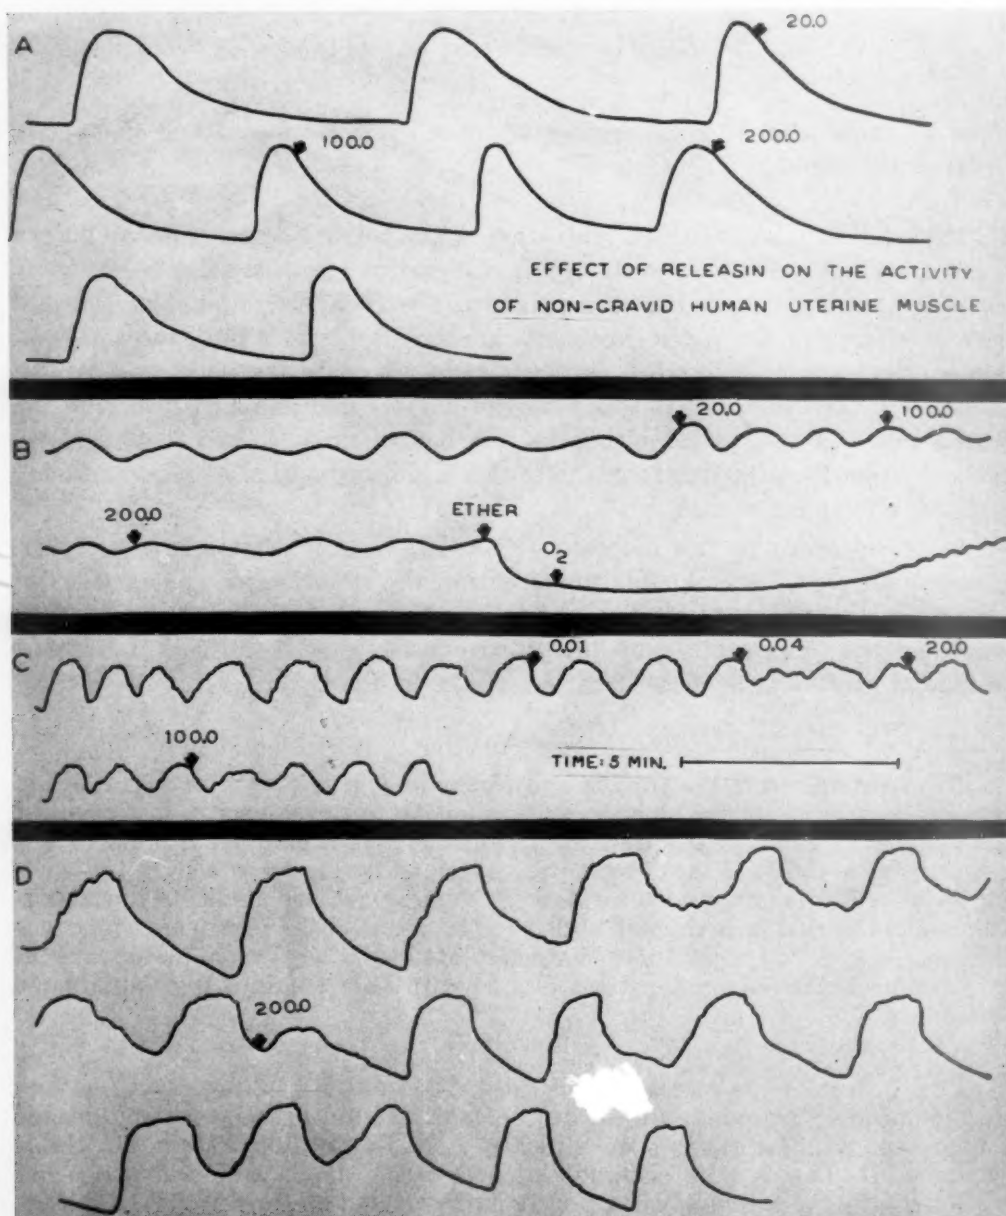 A
20.0
100.0
200.0
EFFECT OF RELEASIN ON THE ACTIVITY
OF NON-GRAVID HUMAN UTERINE MUSCLE
B
20.0
100.0
200.0
ETHER
O2
C
0.01
0.04
20.0
100.0
TIME: 5 MIN.
D
200.0